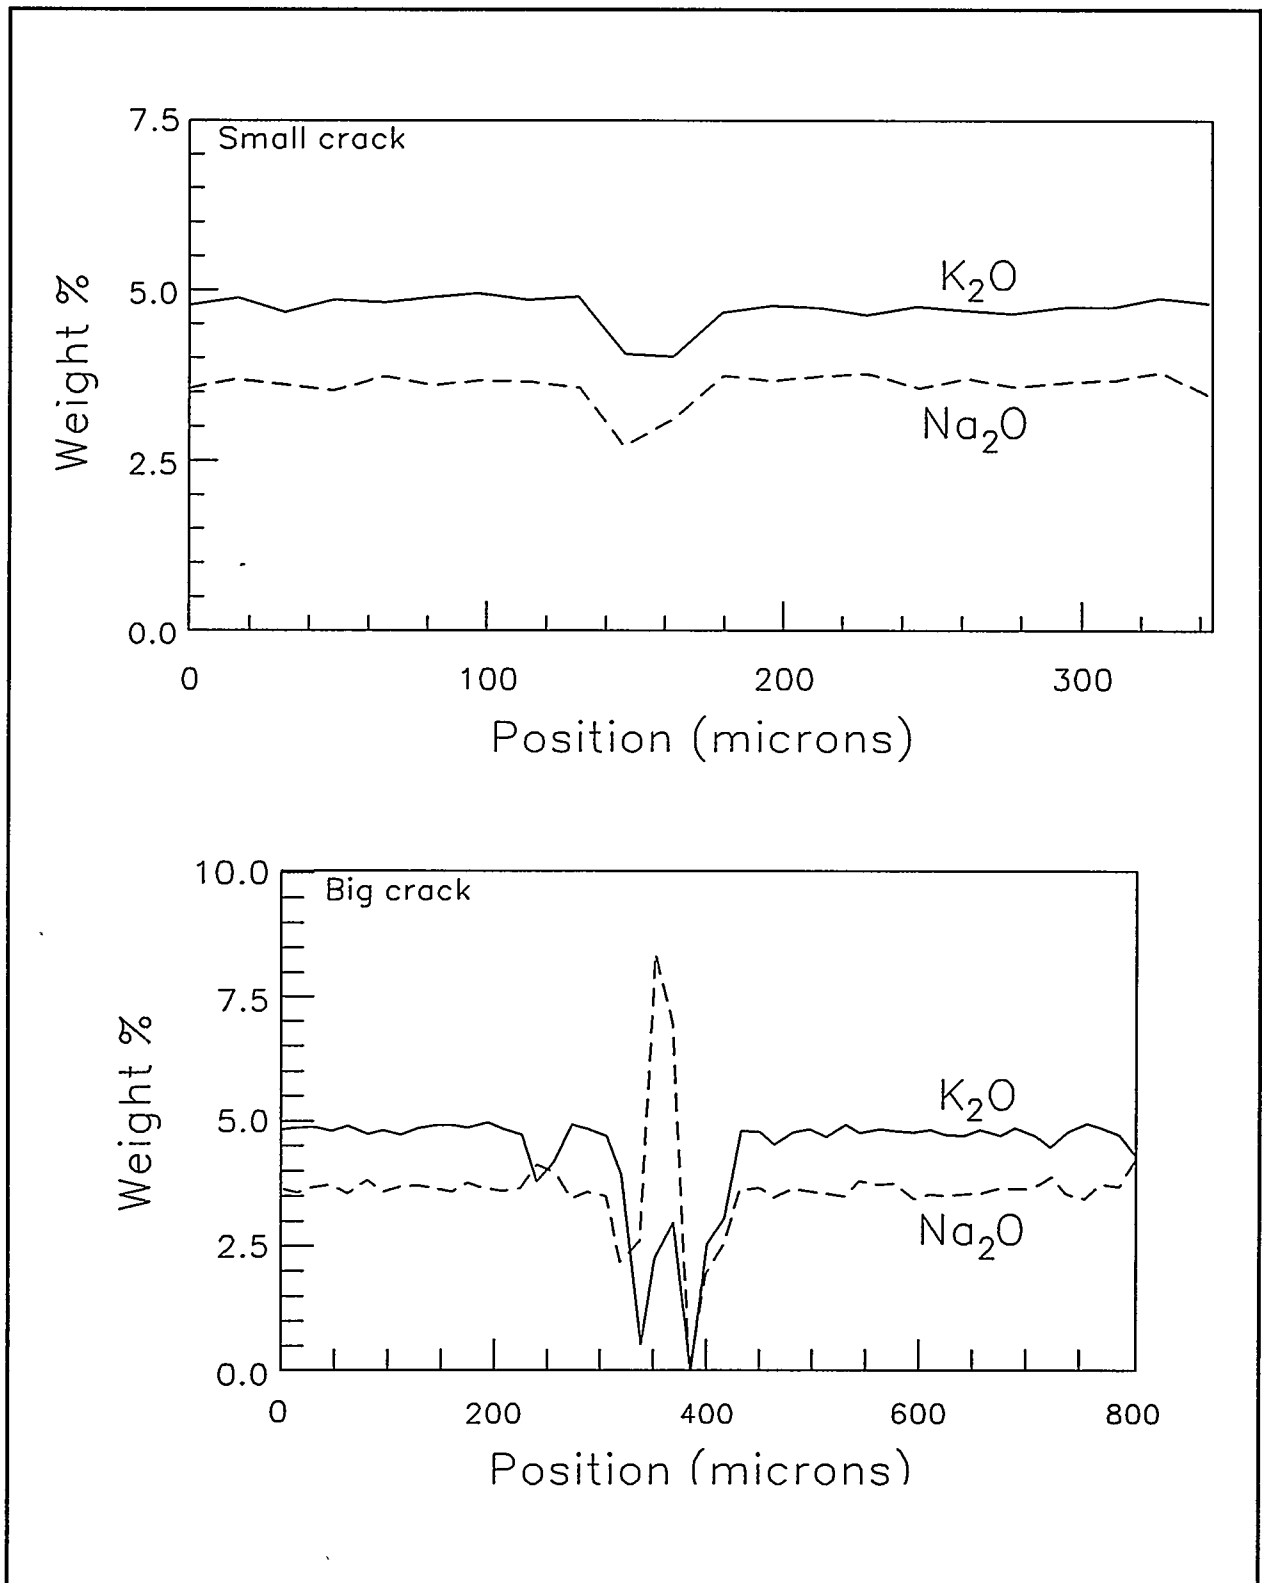 7.5
Small crack
5.0
K₂O
Weight %
Na₂O
2.5
0.0
0 100 200 300
Position (microns)
10.0
Big crack
7.5
Weight %
5.0
K₂O
2.5
Na₂O
0.0
0 200 400 600 800
Position (microns)